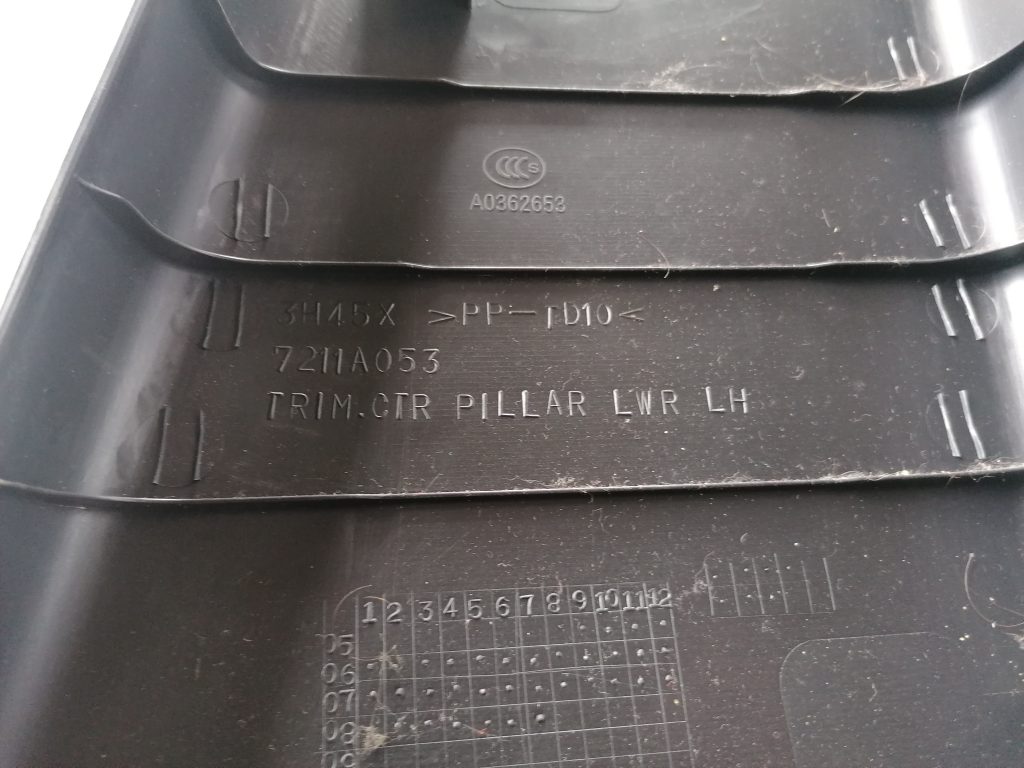 CCC S
A0362653
3H45X >PP-TD10<
7211A053
TRIM.CTR PILLAR LWR LH
1 2 3 4 5 6 7 8 9 10 11 12
05
06
07
08
09